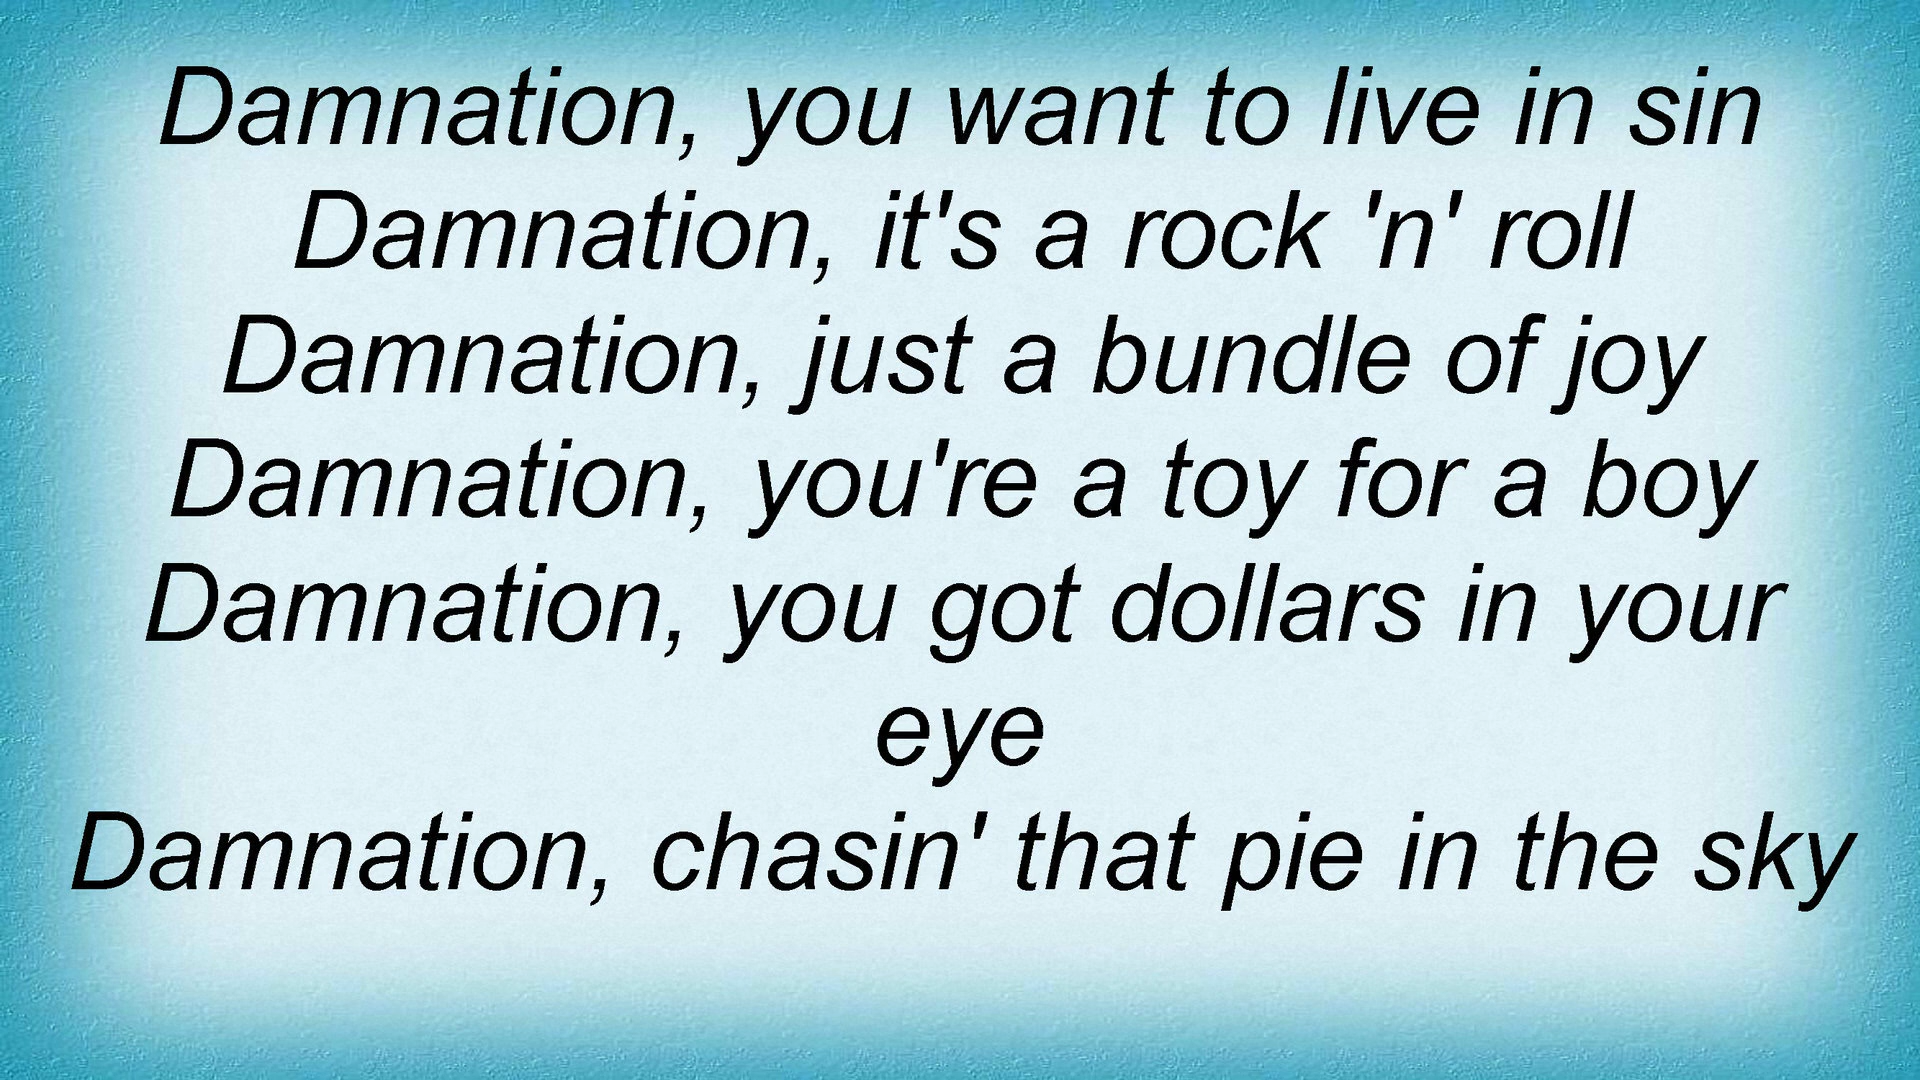 Damnation, you want to live in sin
Damnation, it's a rock 'n' roll
Damnation, just a bundle of joy
Damnation, you're a toy for a boy
Damnation, you got dollars in your
eye
Damnation, chasin' that pie in the sky